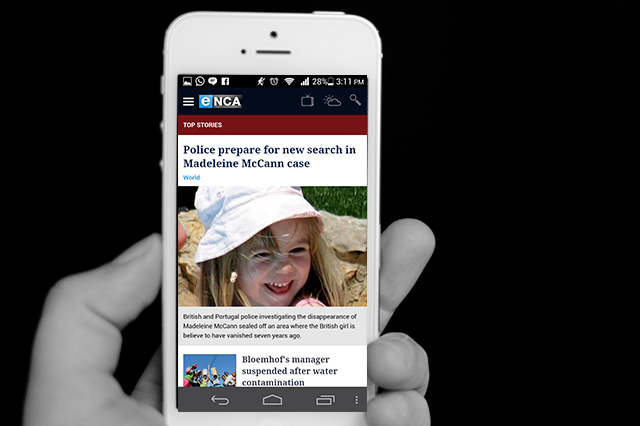 28% 3:11 PM
eNCA
TOP STORIES
Police prepare for new search in
Madeleine McCann case
World
British and Portugal police investigating the disappearance of
Madeleine McCann sealed off an area where the British girl is
believe to have vanished seven years ago.
Bloemhof's manager
suspended after water
contamination